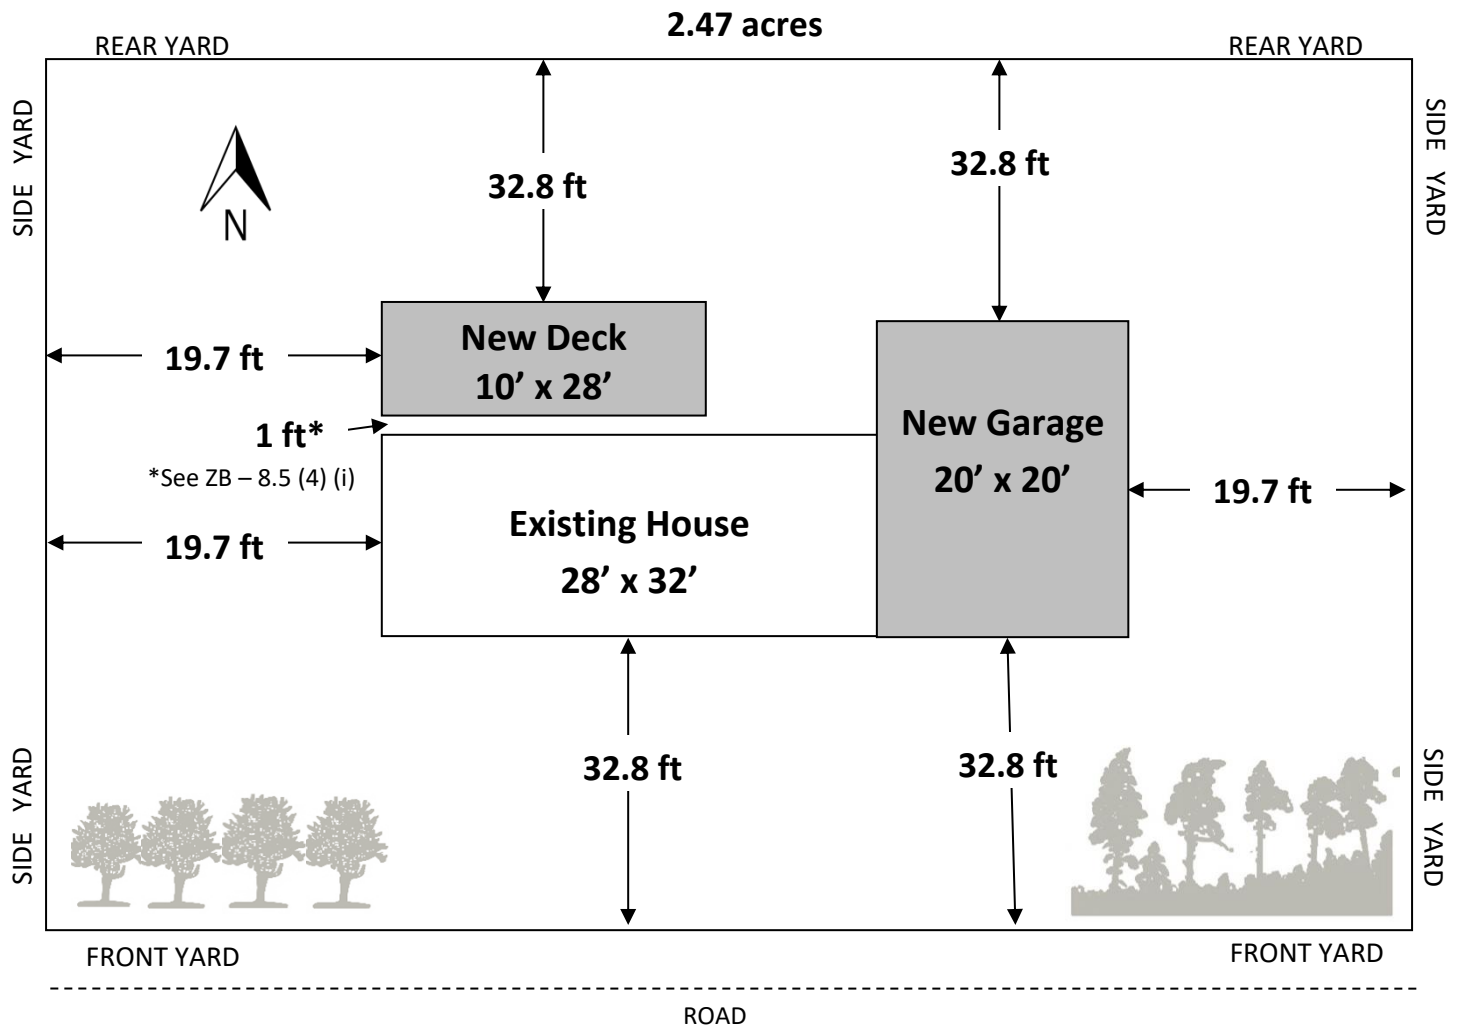 2.47 acres
REAR YARD
REAR YARD
SIDE YARD
SIDE YARD
N
32.8 ft
32.8 ft
New Deck
10’ x 28’
19.7 ft
1 ft*
*See ZB – 8.5 (4) (i)
New Garage
20’ x 20’
19.7 ft
Existing House
28’ x 32’
19.7 ft
32.8 ft
32.8 ft
SIDE YARD
SIDE YARD
FRONT YARD
FRONT YARD
ROAD